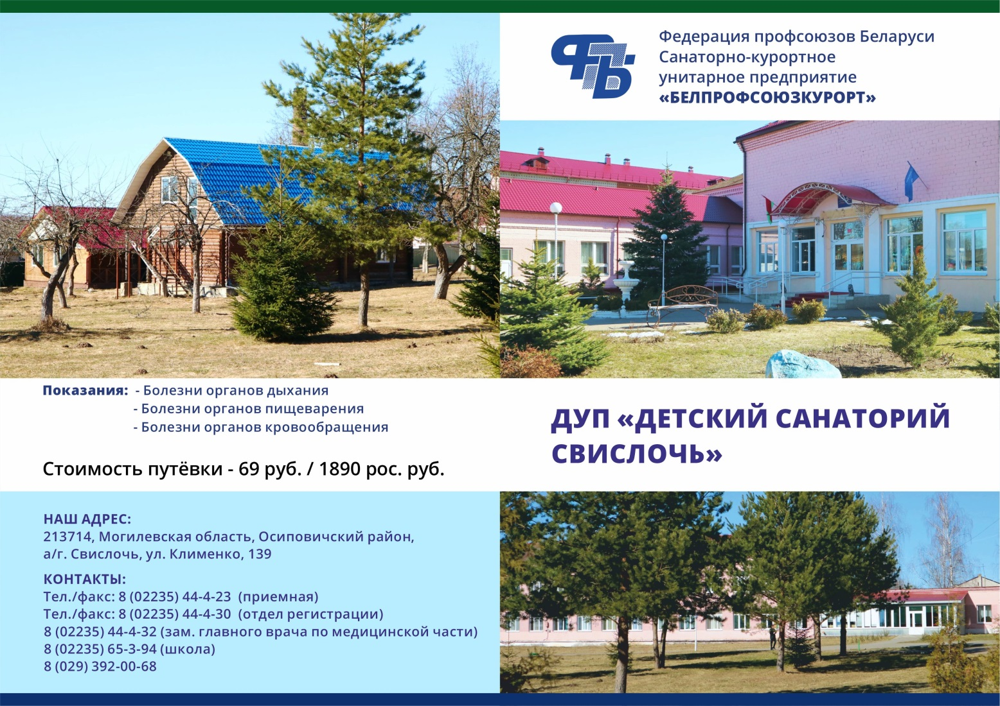 ФПБ
Федерация профсоюзов Беларуси
Санаторно-курортное
унитарное предприятие
«БЕЛПРОФСОЮЗКУРОРТ»
ДУП «ДЕТСКИЙ САНАТОРИЙ
СВИСЛОЧЬ»
Показания: - Болезни органов дыхания
- Болезни органов пищеварения
- Болезни органов кровообращения
Стоимость путёвки - 69 руб. / 1890 рос. руб.
НАШ АДРЕС:
213714, Могилевская область, Осиповичский район,
а/г. Свислочь, ул. Клименко, 139
КОНТАКТЫ:
Тел./факс: 8 (02235) 44-4-23 (приемная)
Тел./факс: 8 (02235) 44-4-30 (отдел регистрации)
8 (02235) 44-4-32 (зам. главного врача по медицинской части)
8 (02235) 65-3-94 (школа)
8 (029) 392-00-68